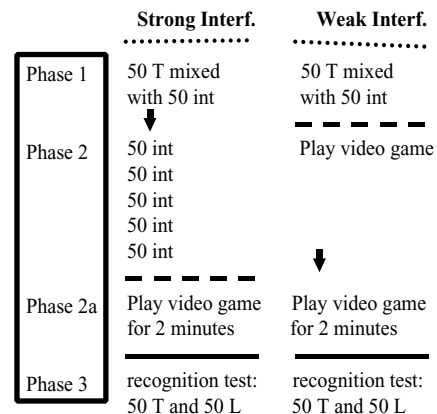 Strong Interf. Weak Interf.
Phase 1 50 T mixed 50 T mixed
with 50 int with 50 int
Phase 2 50 int Play video game
50 int
50 int
50 int
50 int
Phase 2a Play video game Play video game
for 2 minutes for 2 minutes
Phase 3 recognition test: recognition test:
50 T and 50 L 50 T and 50 L